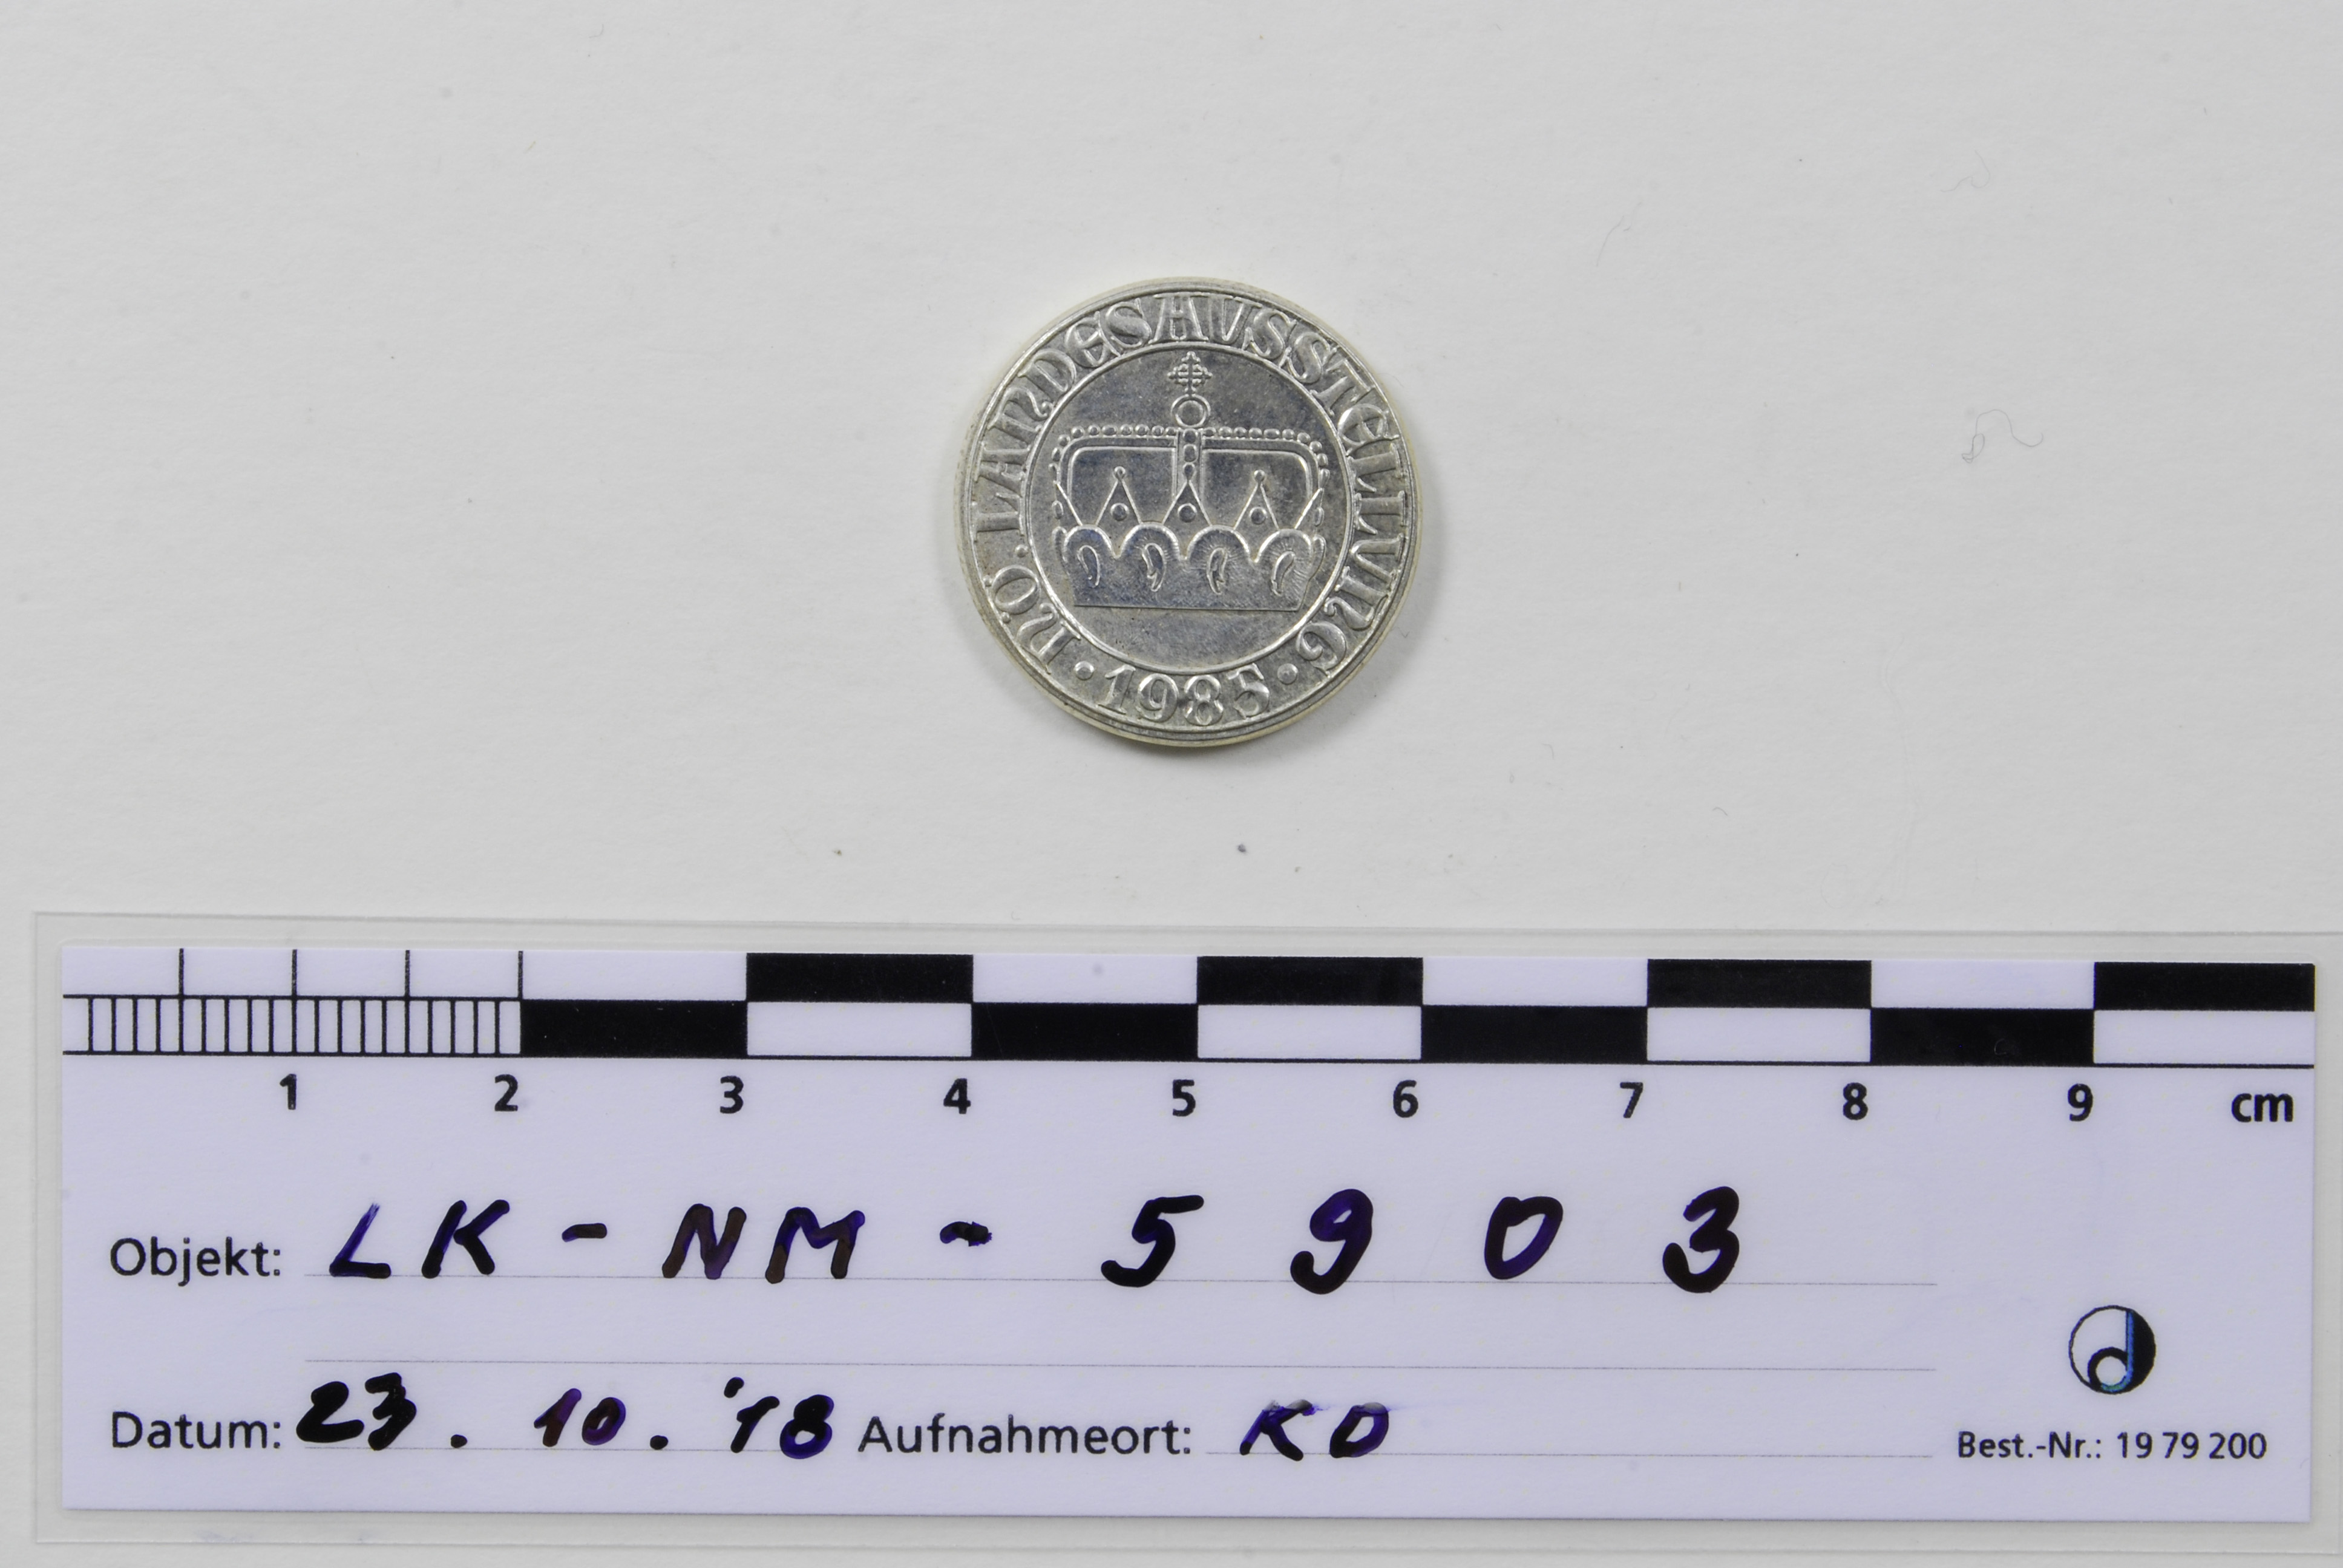 N.Ö. LANDESAUSSTELLUNG
· 1985 ·
1 2 3 4 5 6 7 8 9 cm
Objekt: LK-NM-5903
Datum: 23.10.'18 Aufnahmeort: KD
Best.-Nr.: 19 79 200